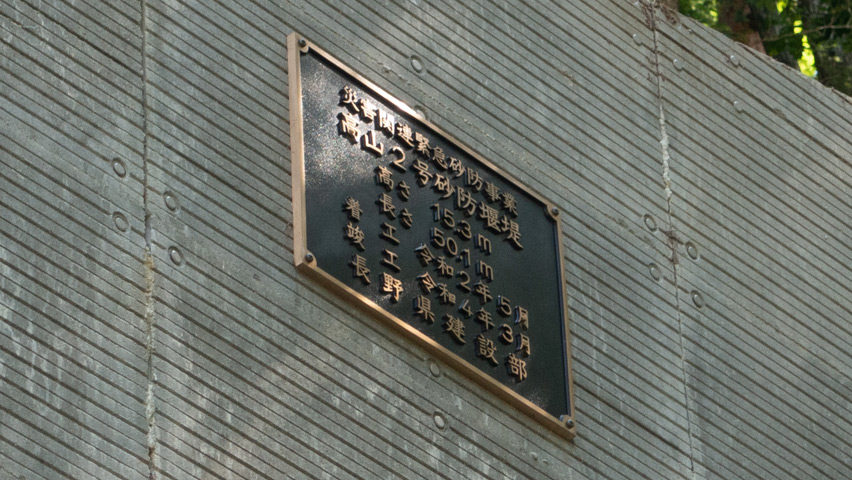 災害関連緊急砂防事業
高山2号砂防堰堤
高さ 15.3m
長さ 50.1m
着工 令和2年5月
竣工 令和4年3月
長野県建設部